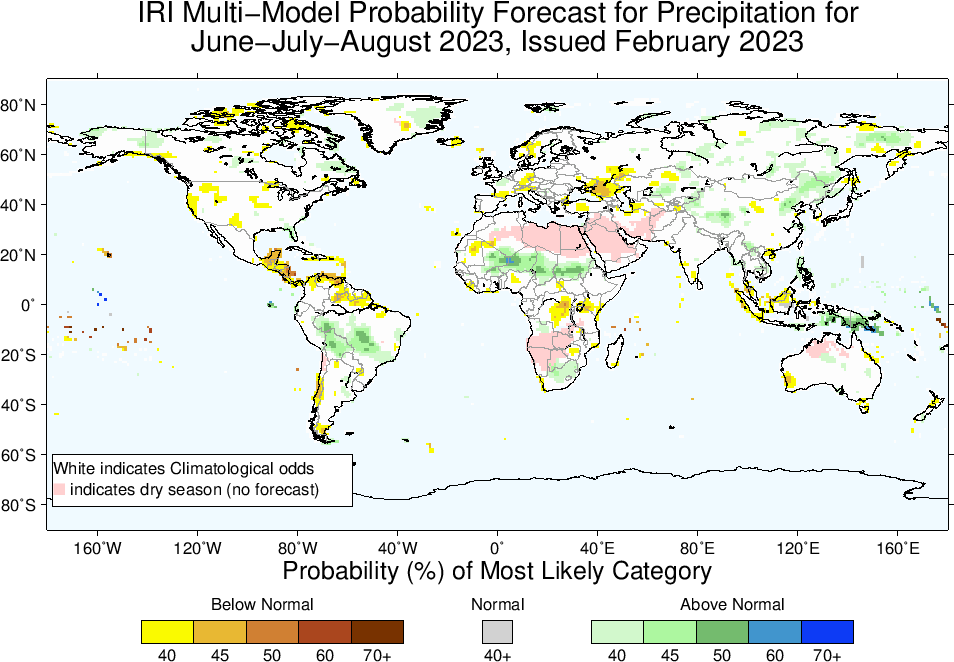 IRI Multi−Model Probability Forecast for Precipitation for
June−July−August 2023, Issued February 2023
80˚N
60˚N
40˚N
20˚N
0˚
20˚S
40˚S
60˚S
80˚S
White indicates Climatological odds
indicates dry season (no forecast)
160˚W 120˚W 80˚W 40˚W 0˚ 40˚E 80˚E 120˚E 160˚E
Probability (%) of Most Likely Category
Below Normal Normal Above Normal
40 45 50 60 70+ 40+ 40 45 50 60 70+